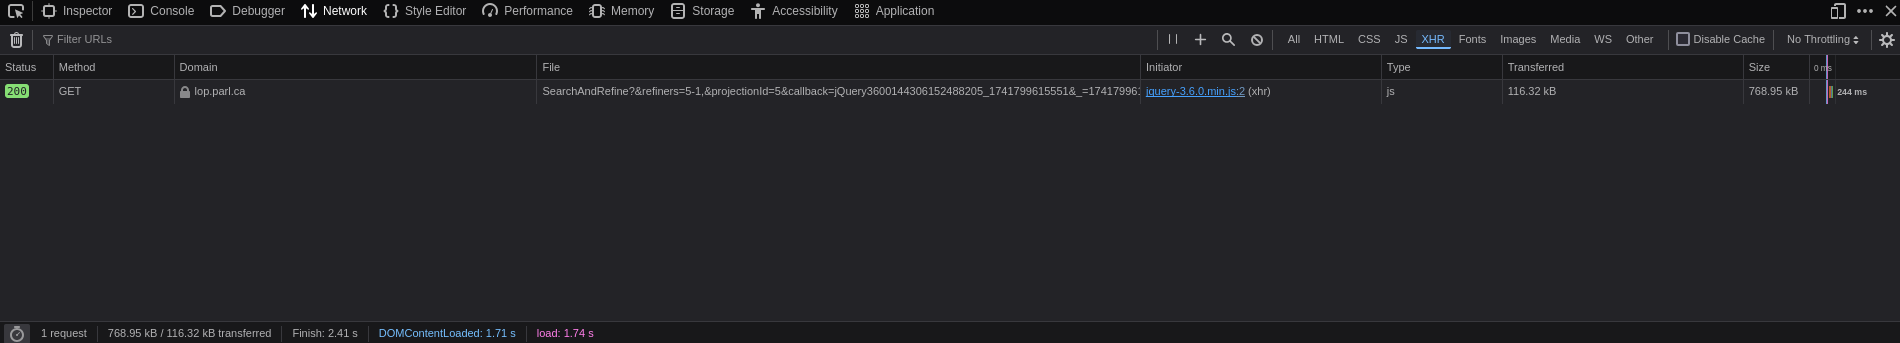 Inspector Console Debugger Network Style Editor Performance Memory Storage Accessibility Application
Filter URLs All HTML CSS JS XHR Fonts Images Media WS Other Disable Cache No Throttling
Status Method Domain File Initiator Type Transferred Size 0 ms
200 GET lop.parl.ca SearchAndRefine?&refiners=5-1,&projectionId=5&callback=jQuery3600144306152488205_1741799615551&_=174179961 jquery-3.6.0.min.js:2 (xhr) js 116.32 kB 768.95 kB 244 ms
1 request 768.95 kB / 116.32 kB transferred Finish: 2.41 s DOMContentLoaded: 1.71 s load: 1.74 s